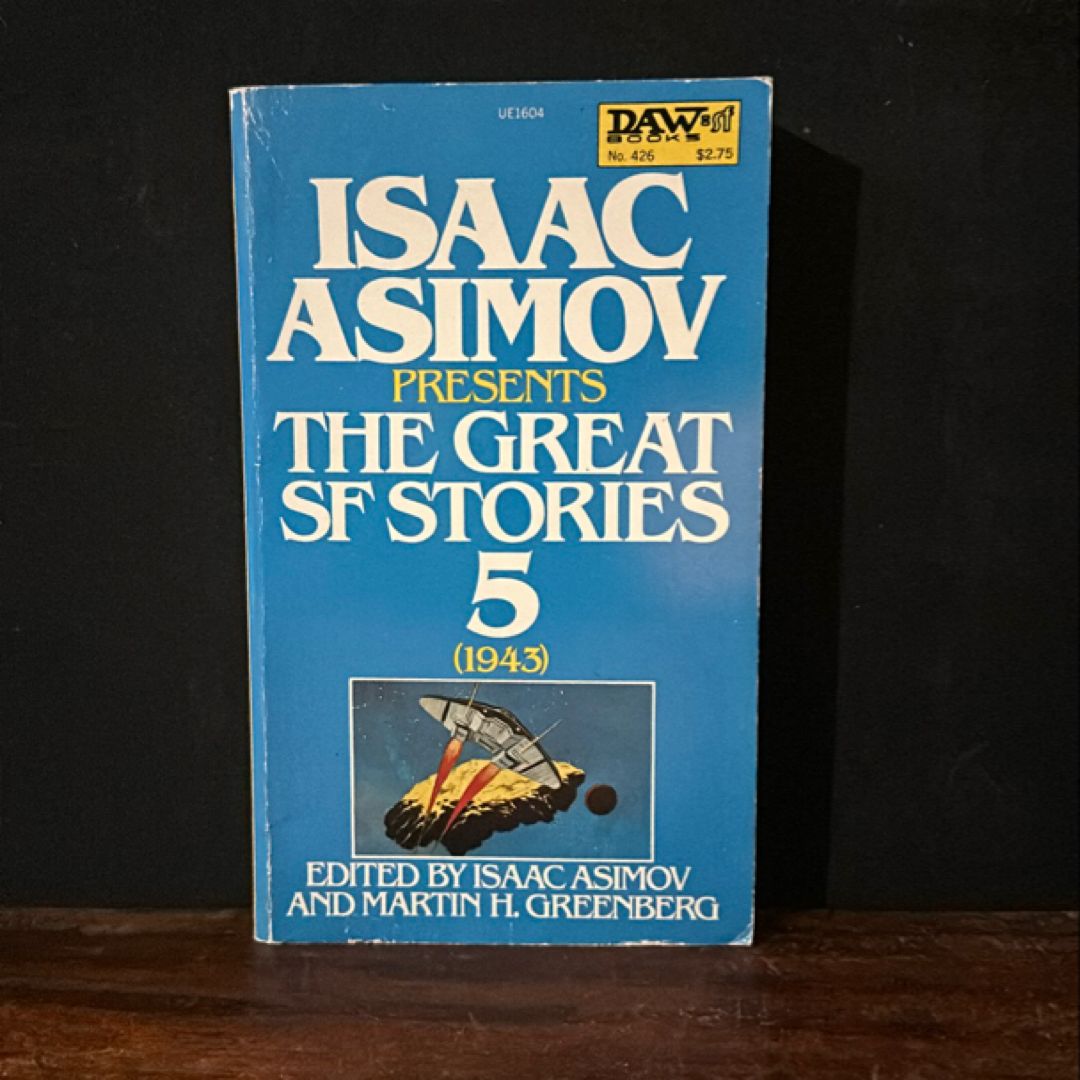 UE1604
DAW sf
BOOKS
No. 426 $2.75
ISAAC
ASIMOV
PRESENTS
THE GREAT
SF STORIES
5
(1943)
EDITED BY ISAAC ASIMOV
AND MARTIN H. GREENBERG